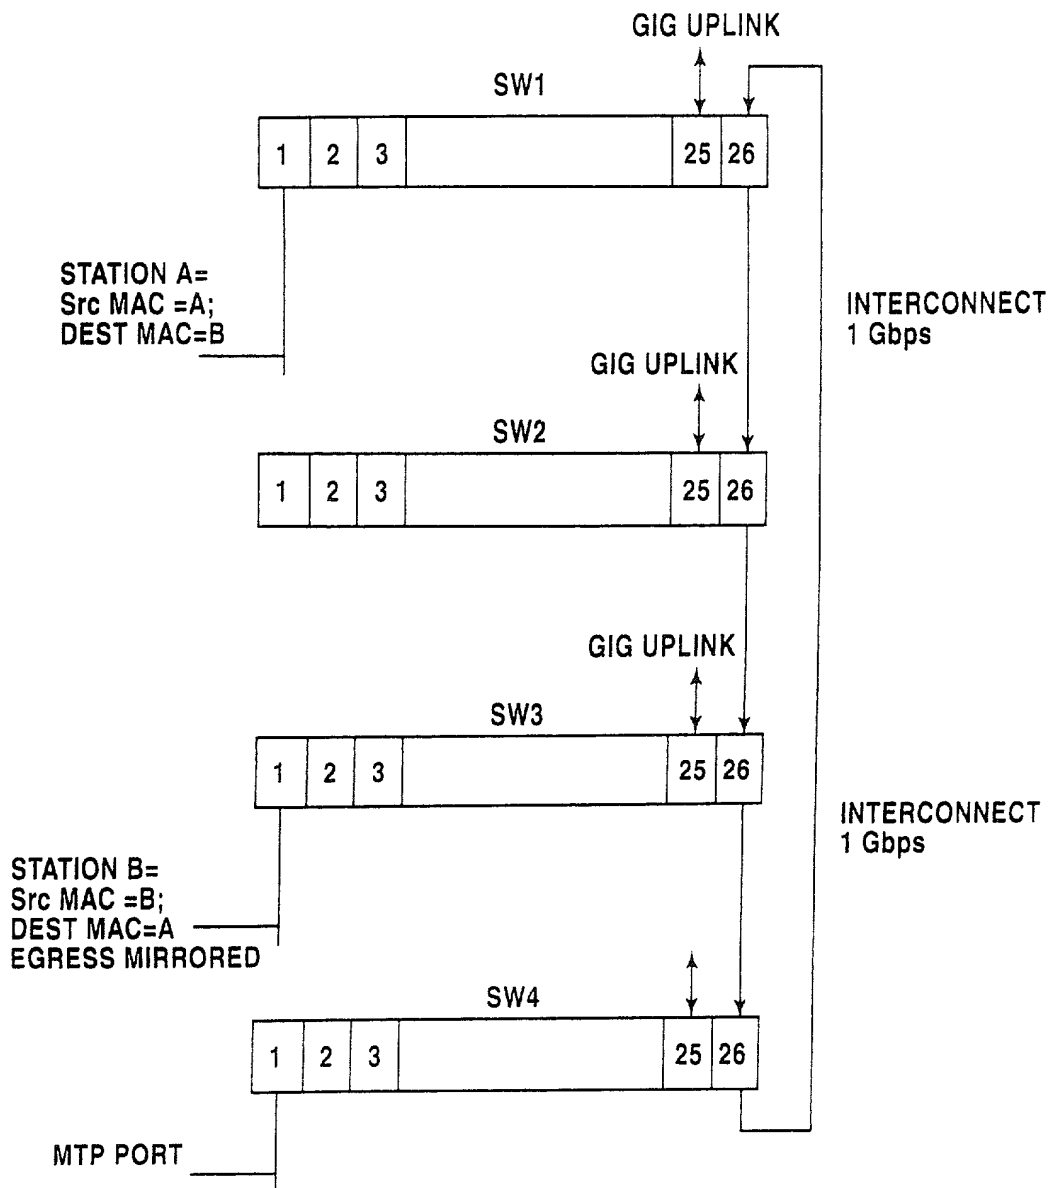 GIG UPLINK
SW1
1 2 3 25 26
STATION A=
Src MAC =A;
DEST MAC=B
INTERCONNECT
1 Gbps
GIG UPLINK
SW2
1 2 3 25 26
GIG UPLINK
SW3
1 2 3 25 26
INTERCONNECT
1 Gbps
STATION B=
Src MAC =B;
DEST MAC=A
EGRESS MIRRORED
SW4
1 2 3 25 26
MTP PORT